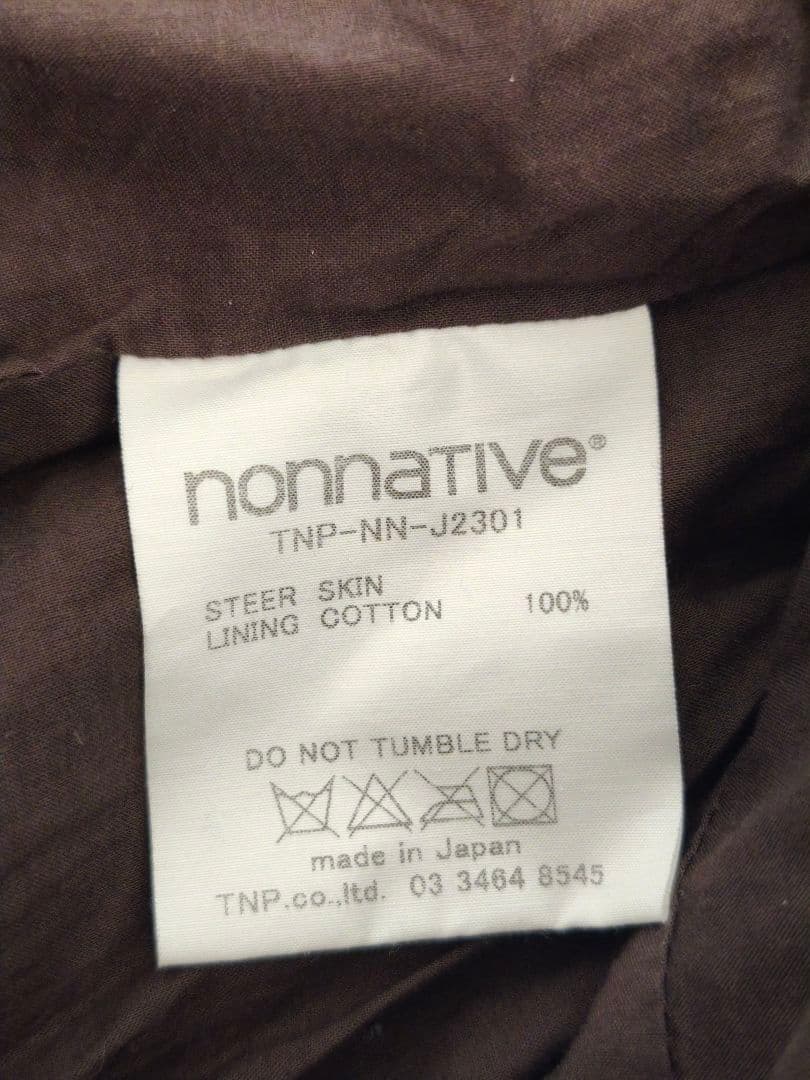 nonnative®
TNP-NN-J2301
STEER SKIN
LINING COTTON 100%
DO NOT TUMBLE DRY
made in Japan
TNP.co.,ltd. 03 3464 8545